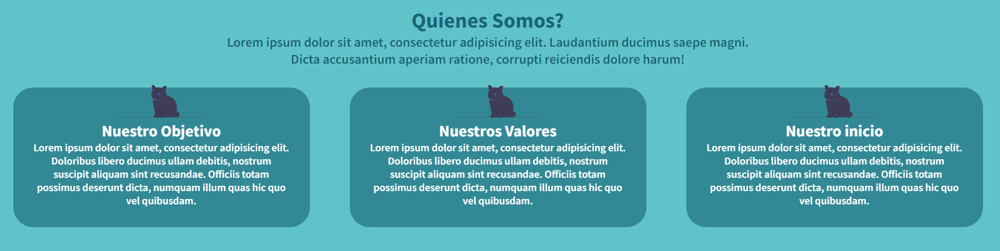 Quienes Somos?
Lorem ipsum dolor sit amet, consectetur adipisicing elit. Laudantium ducimus saepe magni.
Dicta accusantium aperiam ratione, corrupti reiciendis dolore harum!
Nuestro Objetivo
Lorem ipsum dolor sit amet, consectetur adipisicing elit.
Doloribus libero ducimus ullam debitis, nostrum
suscipit aliquam sint recusandae. Officiis totam
possimus deserunt dicta, numquam illum quas hic quo
vel quibusdam.
Nuestros Valores
Lorem ipsum dolor sit amet, consectetur adipisicing elit.
Doloribus libero ducimus ullam debitis, nostrum
suscipit aliquam sint recusandae. Officiis totam
possimus deserunt dicta, numquam illum quas hic quo
vel quibusdam.
Nuestro inicio
Lorem ipsum dolor sit amet, consectetur adipisicing elit.
Doloribus libero ducimus ullam debitis, nostrum
suscipit aliquam sint recusandae. Officiis totam
possimus deserunt dicta, numquam illum quas hic quo
vel quibusdam.